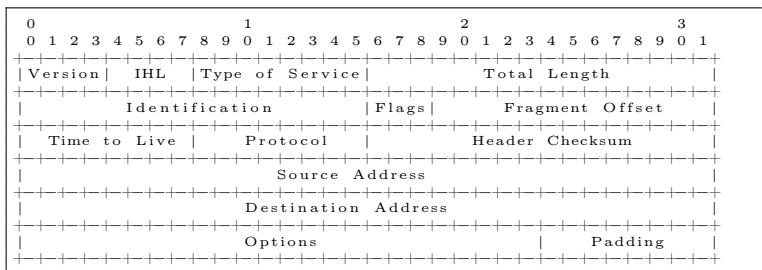 0 1 2 3
0 1 2 3 4 5 6 7 8 9 0 1 2 3 4 5 6 7 8 9 0 1 2 3 4 5 6 7 8 9 0 1
+-+-+-+-+-+-+-+-+-+-+-+-+-+-+-+-+-+-+-+-+-+-+-+-+-+-+-+-+-+-+-+-+
|Version| IHL |Type of Service| Total Length |
+-+-+-+-+-+-+-+-+-+-+-+-+-+-+-+-+-+-+-+-+-+-+-+-+-+-+-+-+-+-+-+-+
| Identification |Flags| Fragment Offset |
+-+-+-+-+-+-+-+-+-+-+-+-+-+-+-+-+-+-+-+-+-+-+-+-+-+-+-+-+-+-+-+-+
| Time to Live | Protocol | Header Checksum |
+-+-+-+-+-+-+-+-+-+-+-+-+-+-+-+-+-+-+-+-+-+-+-+-+-+-+-+-+-+-+-+-+
| Source Address |
+-+-+-+-+-+-+-+-+-+-+-+-+-+-+-+-+-+-+-+-+-+-+-+-+-+-+-+-+-+-+-+-+
| Destination Address |
+-+-+-+-+-+-+-+-+-+-+-+-+-+-+-+-+-+-+-+-+-+-+-+-+-+-+-+-+-+-+-+-+
| Options | Padding |
+-+-+-+-+-+-+-+-+-+-+-+-+-+-+-+-+-+-+-+-+-+-+-+-+-+-+-+-+-+-+-+-+